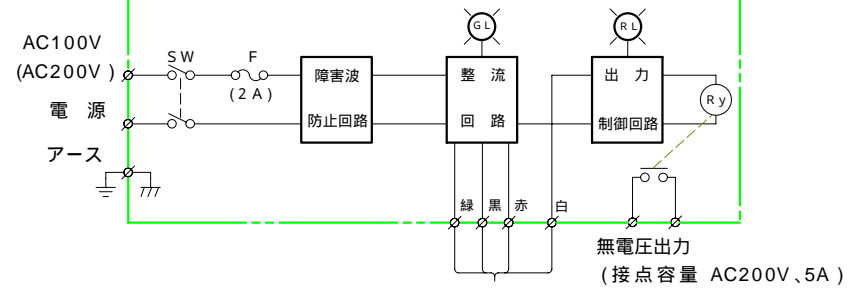 GL
RL
AC100V
(AC200V)
電 源
アース
SW
F
(2A)
障害波
防止回路
整 流
回 路
出 力
制御回路
Ry
緑 黒 赤 白
無電圧出力
(接点容量 AC200V、5A)